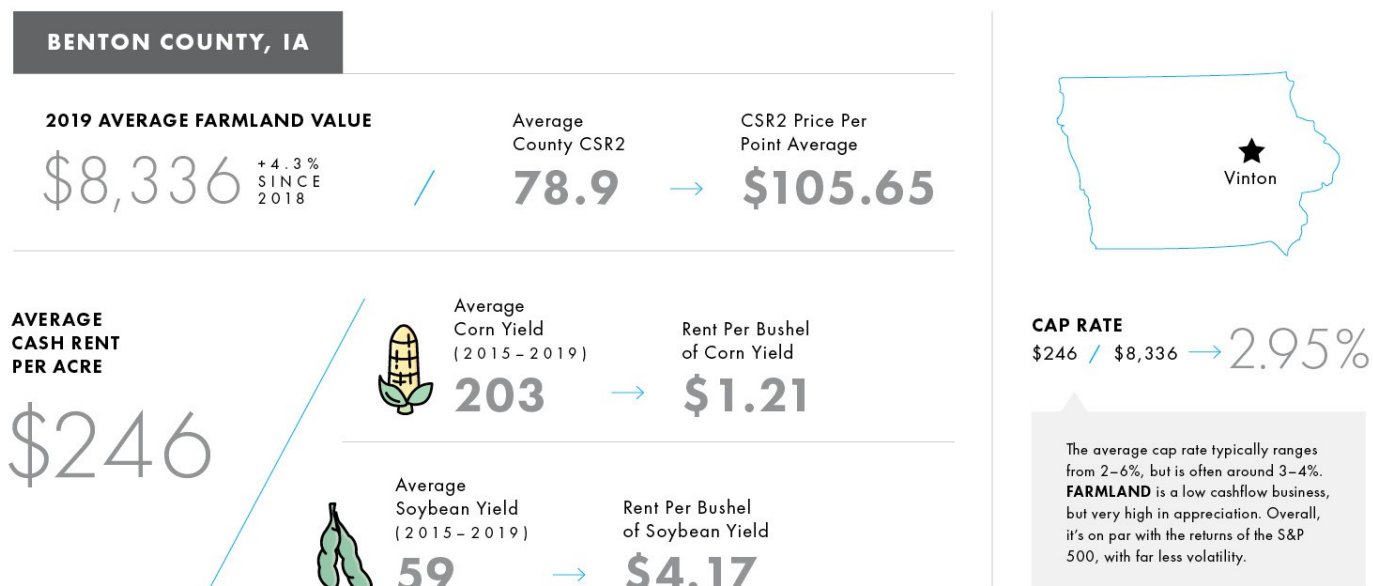 BENTON COUNTY, IA
2019 AVERAGE FARMLAND VALUE
$8,336
+4.3%
SINCE
2018
/
Average
County CSR2
78.9
→
CSR2 Price Per
Point Average
$105.65
AVERAGE
CASH RENT
PER ACRE
$246
Average
Corn Yield
(2015–2019)
203
→
Rent Per Bushel
of Corn Yield
$1.21
Average
Soybean Yield
(2015–2019)
59
→
Rent Per Bushel
of Soybean Yield
$4.17
Vinton
CAP RATE
$246 / $8,336 → 2.95%
The average cap rate typically ranges
from 2–6%, but is often around 3–4%.
FARMLAND is a low cashflow business,
but very high in appreciation. Overall,
it's on par with the returns of the S&P
500, with far less volatility.